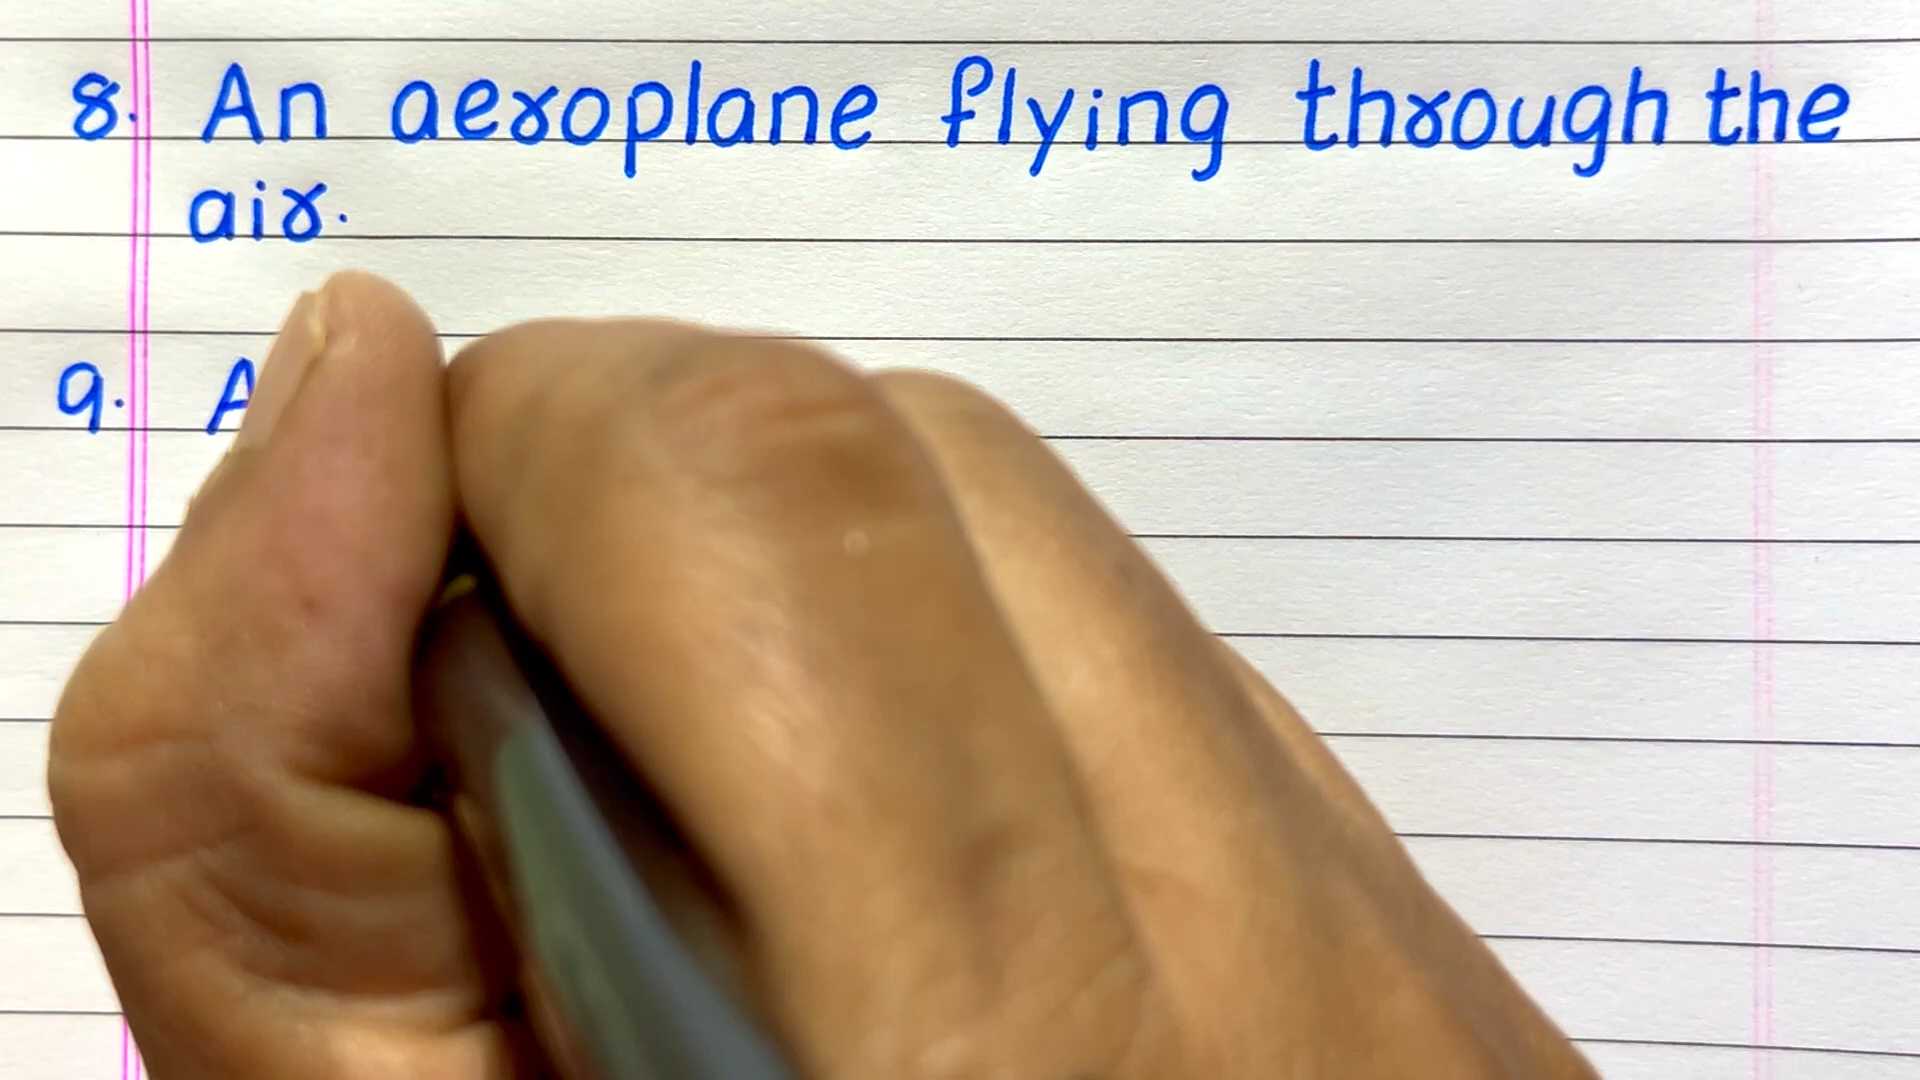 8. An aeroplane flying through the
air.
9. A